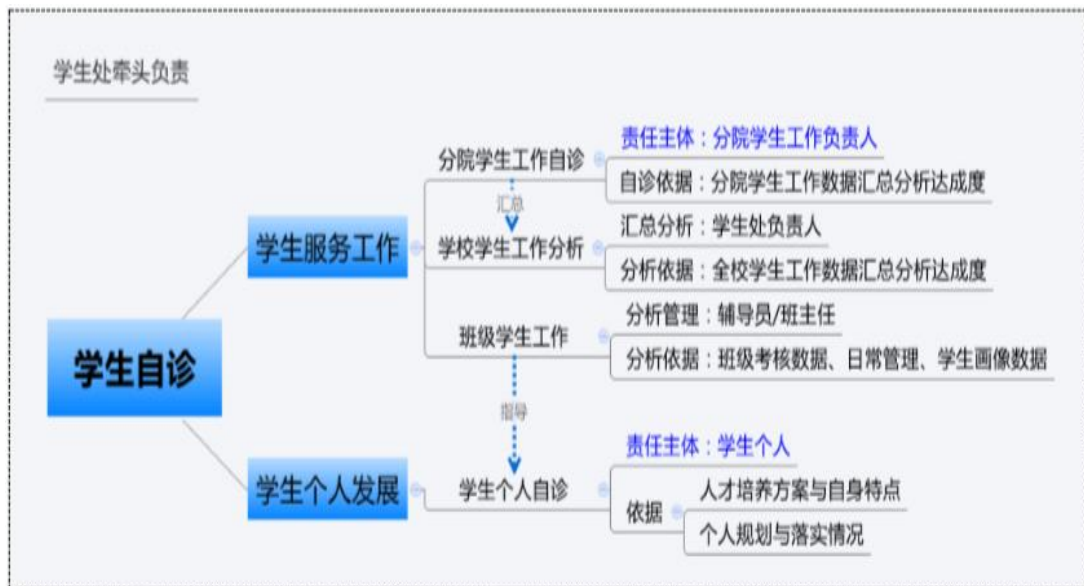 学生处牵头负责
责任主体：分院学生工作负责人
分院学生工作自诊
自诊依据：分院学生工作数据汇总分析达成度
汇总
汇总分析：学生处负责人
学生服务工作
学校学生工作分析
分析依据：全校学生工作数据汇总分析达成度
分析管理：辅导员/班主任
班级学生工作
分析依据：班级考核数据、日常管理、学生画像数据
学生自诊
指导
责任主体：学生个人
学生个人发展
学生个人自诊
人才培养方案与自身特点
依据
个人规划与落实情况